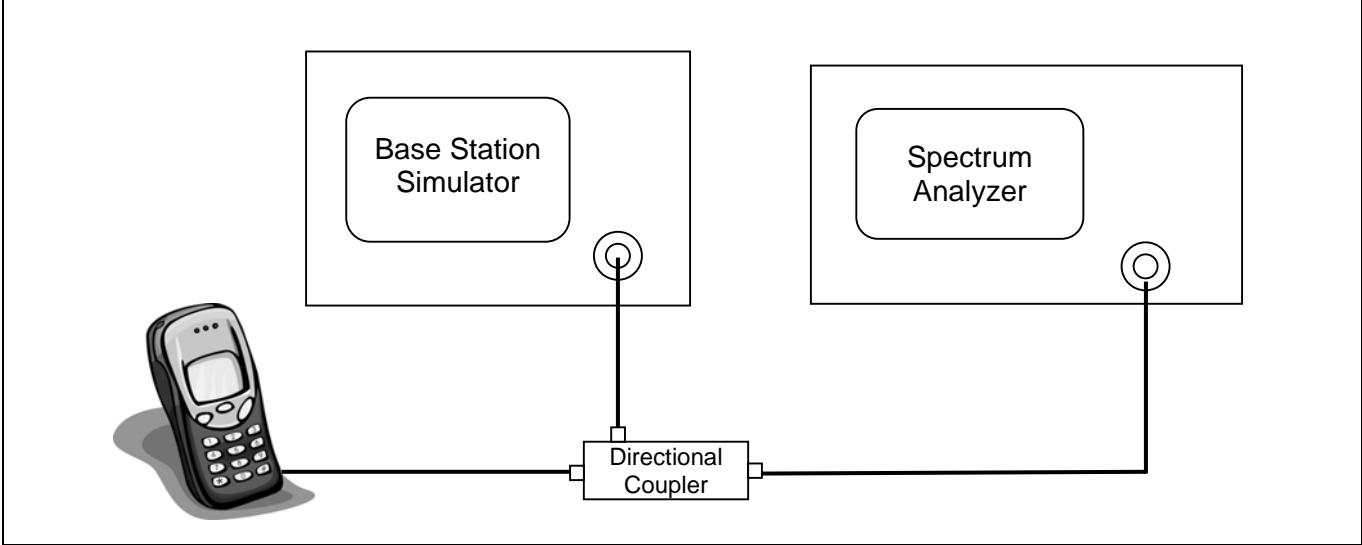 Base Station
Simulator
Spectrum
Analyzer
Directional
Coupler